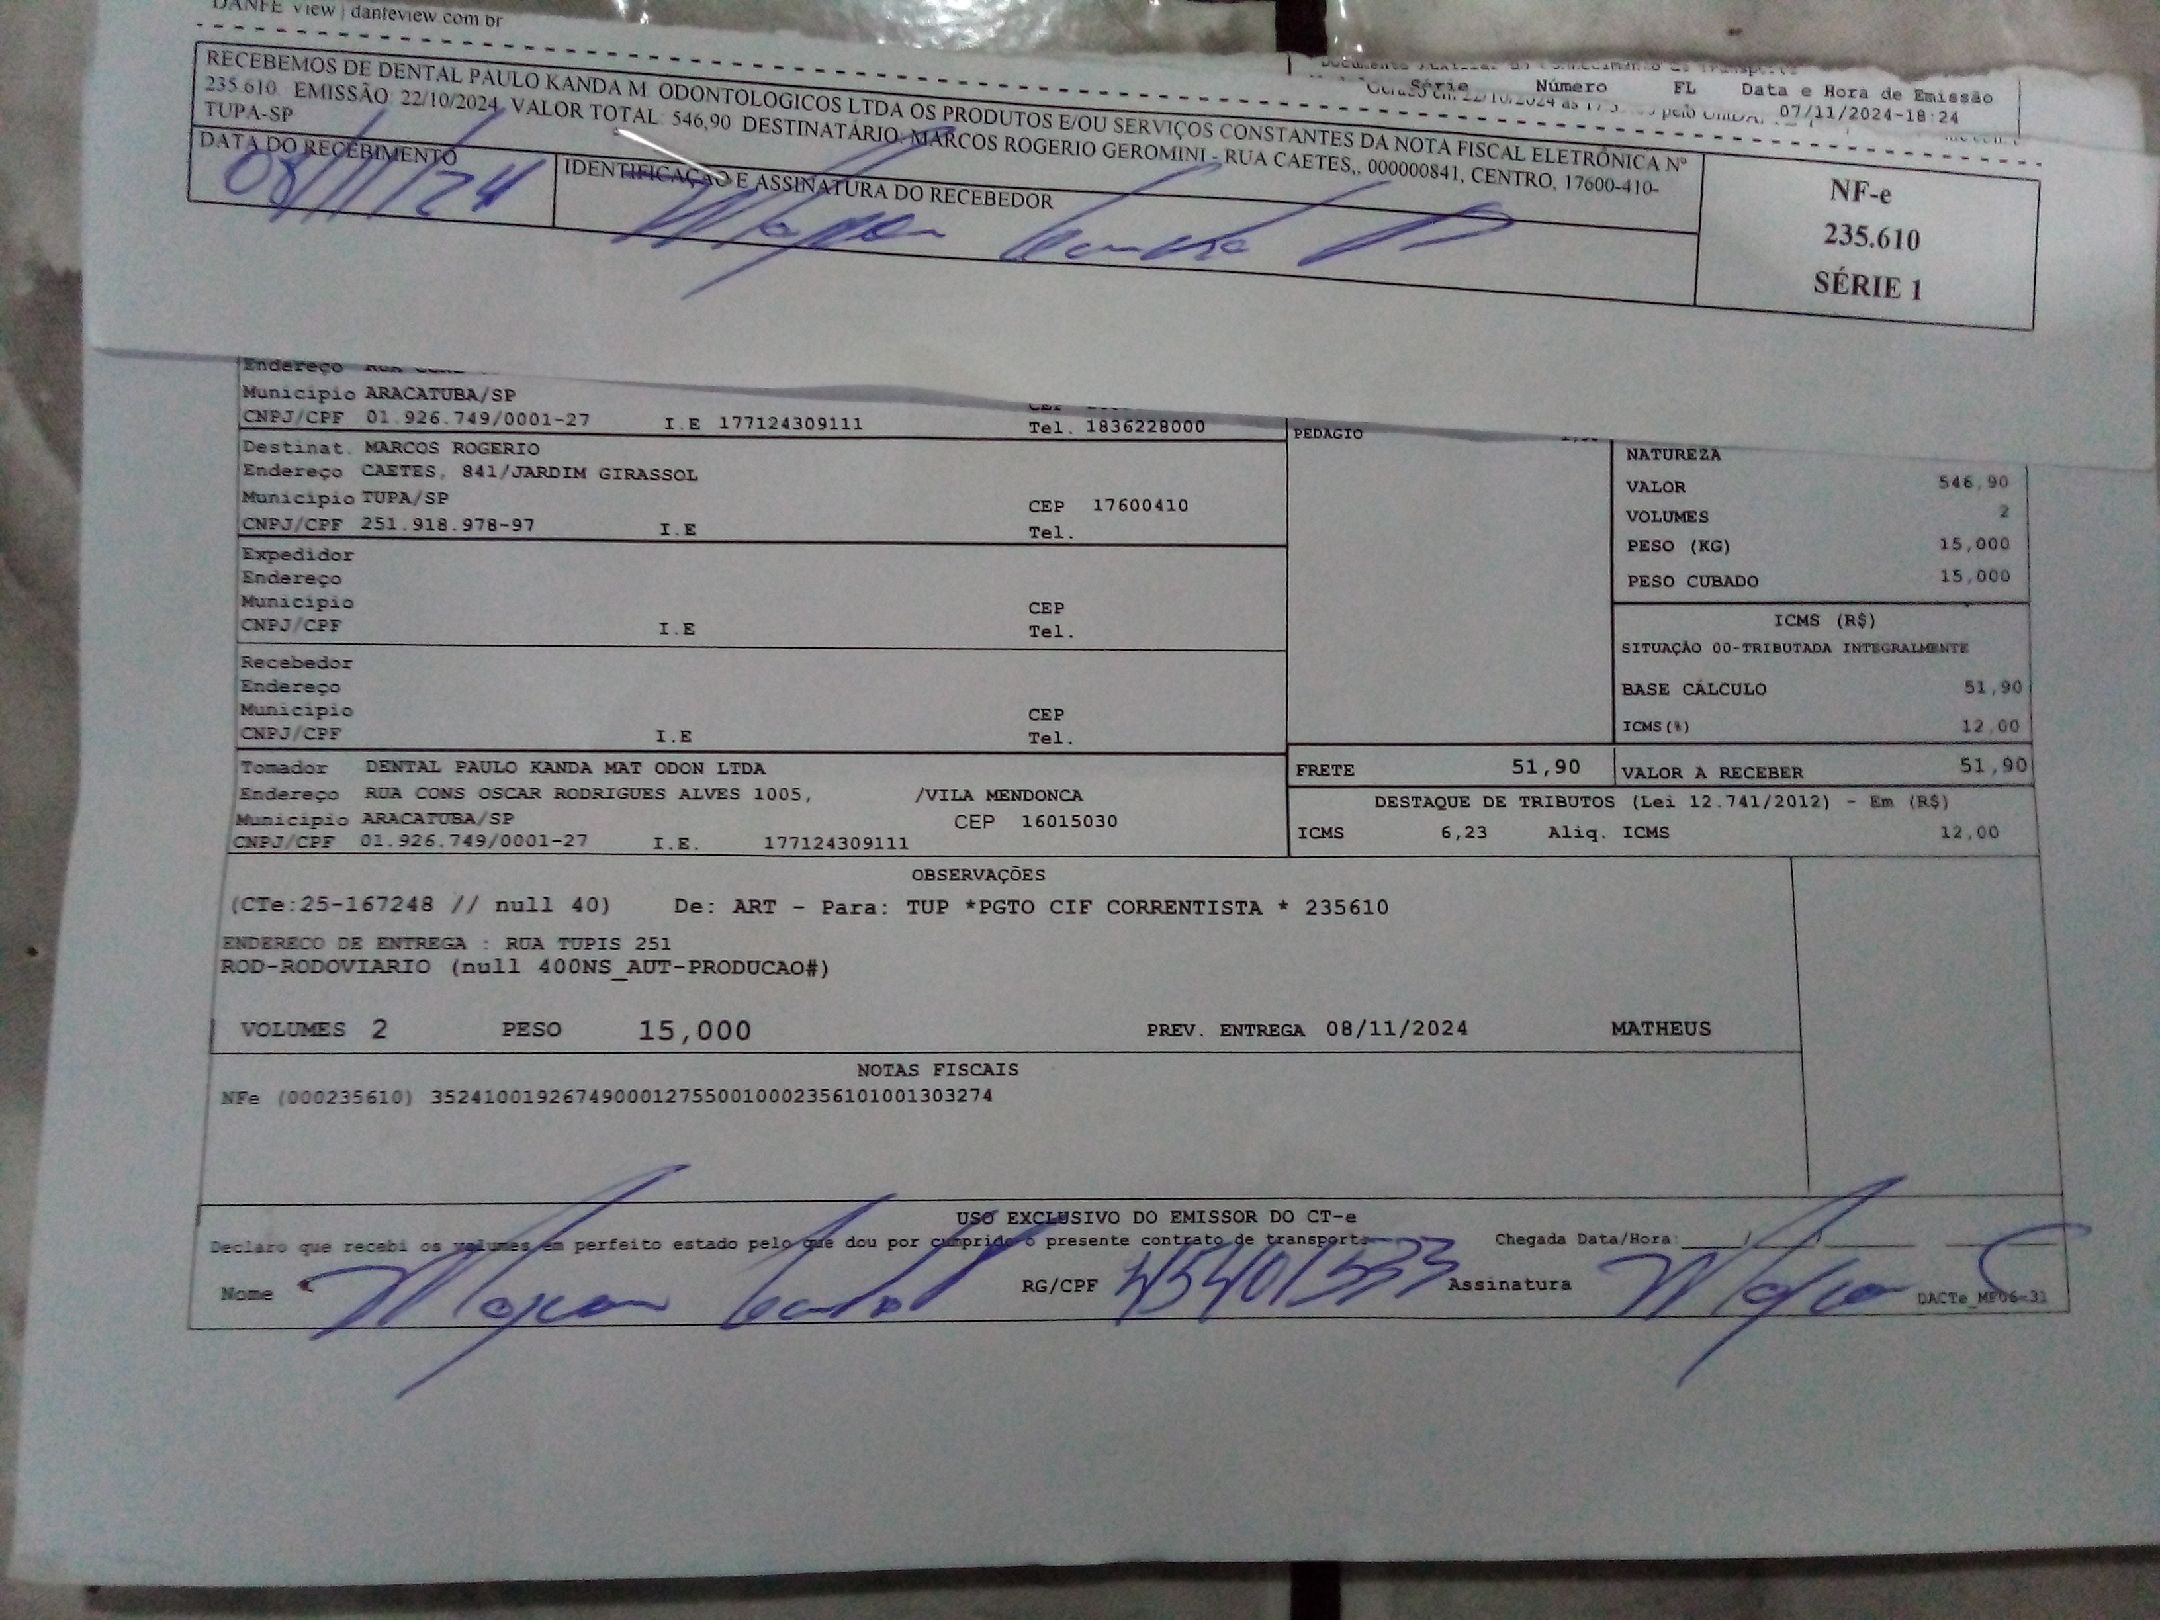 DANFE View | danfeview.com.br
RECEBEMOS DE DENTAL PAULO KANDA M ODONTOLOGICOS LTDA OS PRODUTOS E/OU SERVIÇOS CONSTANTES DA NOTA FISCAL ELETRÔNICA Nº
235.610 EMISSÃO: 22/10/2024 VALOR TOTAL: 546,90 DESTINATÁRIO: MARCOS ROGERIO GEROMINI - RUA CAETES,, 000000841, CENTRO, 17600-410-
TUPA-SP
DATA DO RECEBIMENTO
08/11/24
IDENTIFICAÇÃO E ASSINATURA DO RECEBEDOR
NF-e
235.610
SÉRIE 1
Série Número FL Data e Hora de Emissão
07/11/2024-18:24
Endereço RUA
Municipio ARACATUBA/SP
CNPJ/CPF 01.926.749/0001-27 I.E 177124309111 Tel. 1836228000
Destinat. MARCOS ROGERIO
Endereço CAETES, 841/JARDIM GIRASSOL
Municipio TUPA/SP CEP 17600410
CNPJ/CPF 251.918.978-97 I.E Tel.
Expedidor
Endereço
Municipio CEP
CNPJ/CPF I.E Tel.
Recebedor
Endereço
Municipio CEP
CNPJ/CPF I.E Tel.
Tomador DENTAL PAULO KANDA MAT ODON LTDA
Endereço RUA CONS OSCAR RODRIGUES ALVES 1005, /VILA MENDONCA
Municipio ARACATUBA/SP CEP 16015030
CNPJ/CPF 01.926.749/0001-27 I.E. 177124309111
PEDAGIO
NATUREZA
VALOR 546,90
VOLUMES 2
PESO (KG) 15,000
PESO CUBADO 15,000
ICMS (R$)
SITUAÇÃO 00-TRIBUTADA INTEGRALMENTE
BASE CÁLCULO 51,90
ICMS(%) 12,00
FRETE 51,90 VALOR A RECEBER 51,90
DESTAQUE DE TRIBUTOS (Lei 12.741/2012) - Em (R$)
ICMS 6,23 Aliq. ICMS 12,00
OBSERVAÇÕES
(CTe:25-167248 // null 40) De: ART - Para: TUP *PGTO CIF CORRENTISTA * 235610
ENDERECO DE ENTREGA : RUA TUPIS 251
ROD-RODOVIARIO (null 400NS_AUT-PRODUCAO#)
VOLUMES 2 PESO 15,000 PREV. ENTREGA 08/11/2024 MATHEUS
NOTAS FISCAIS
NFe (000235610) 35241001926749000127550010002356101001303274
USO EXCLUSIVO DO EMISSOR DO CT-e
Declaro que recebi os volumes em perfeito estado pelo que dou por cumprido o presente contrato de transporte Chegada Data/Hora:
Nome RG/CPF 45401533 Assinatura
DACTe_MF06-31